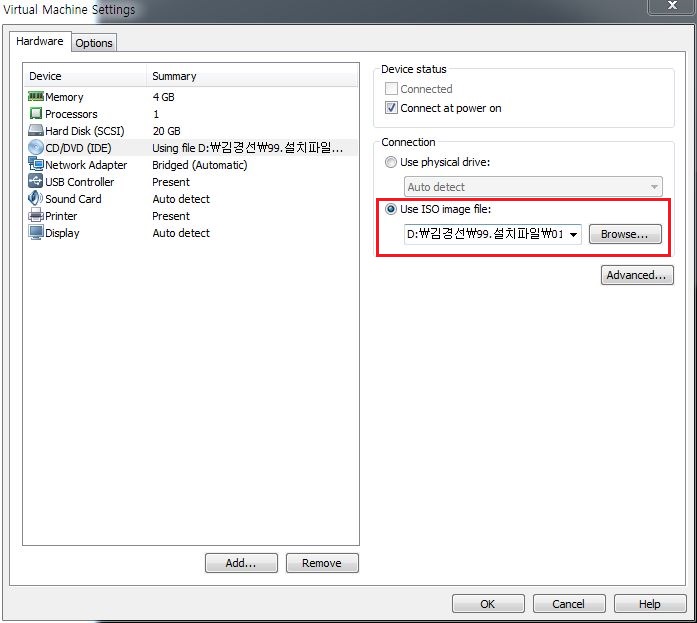 Virtual Machine Settings
Hardware
Options
Device Summary
Memory 4 GB
Processors 1
Hard Disk (SCSI) 20 GB
CD/DVD (IDE) Using file D:₩김경선₩99.설치파일...
Network Adapter Bridged (Automatic)
USB Controller Present
Sound Card Auto detect
Printer Present
Display Auto detect
Add...
Remove
Device status
Connected
Connect at power on
Connection
Use physical drive:
Auto detect
Use ISO image file:
D:₩김경선₩99.설치파일₩01
Browse...
Advanced...
OK
Cancel
Help